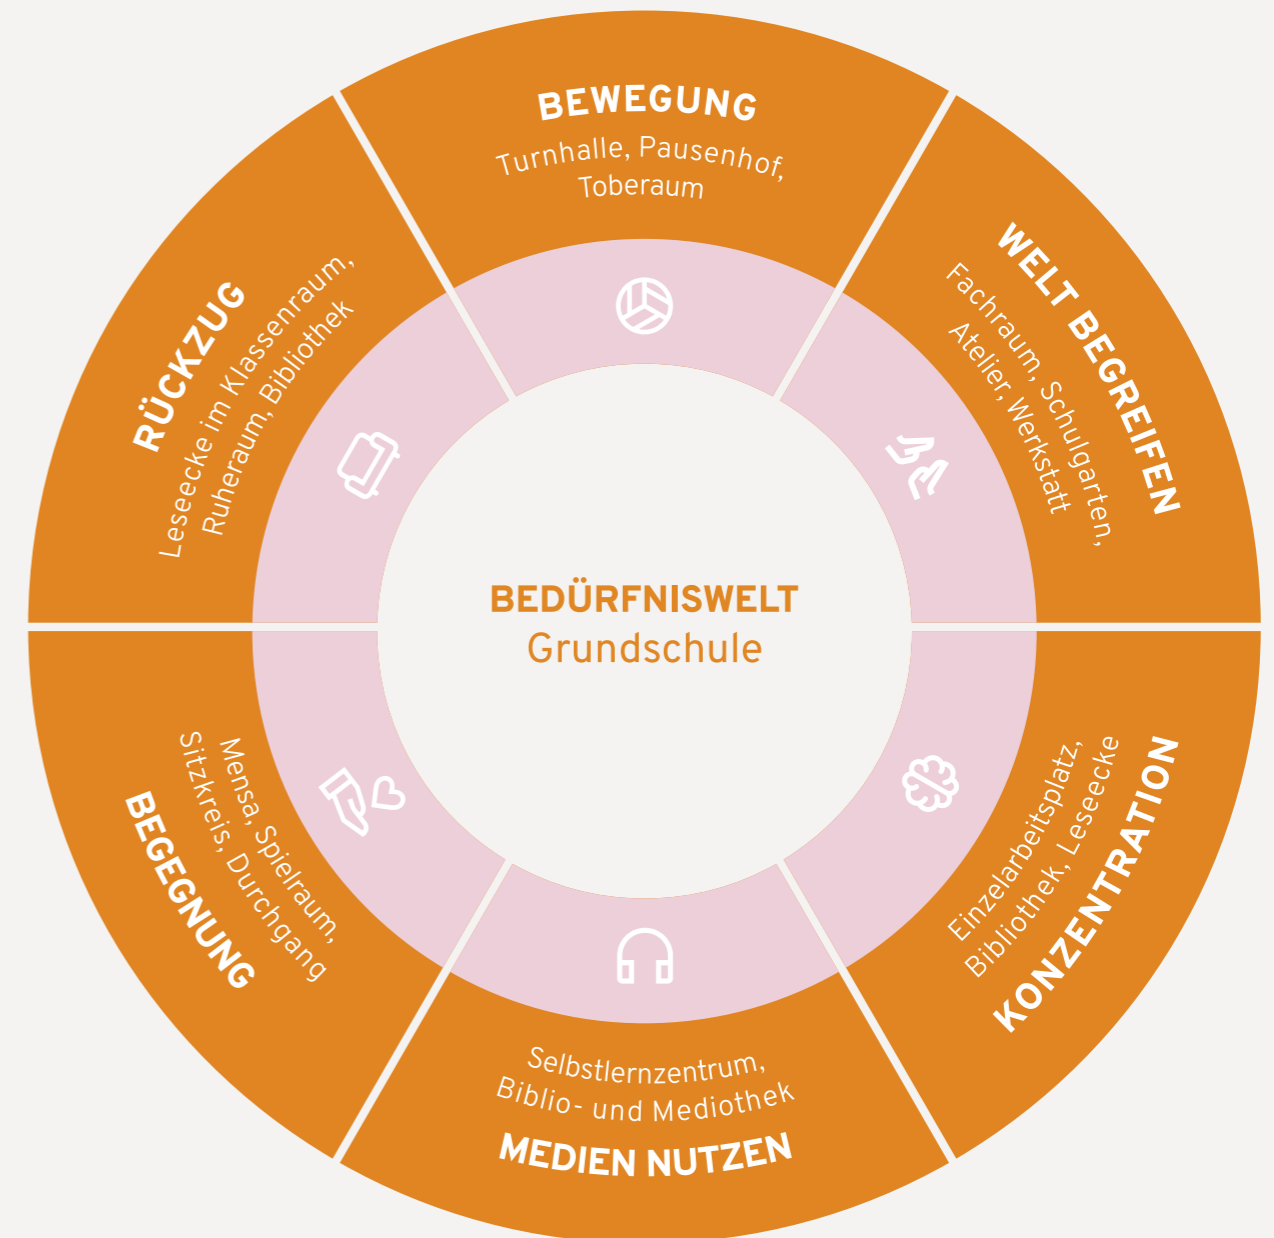 BEWEGUNG
Turnhalle, Pausenhof,
Toberaum
WELT BEGREIFEN
Fachraum, Schulgarten,
Atelier, Werkstatt
KONZENTRATION
Einzelarbeitsplatz,
Bibliothek, Leseecke
MEDIEN NUTZEN
Selbstlernzentrum,
Biblio- und Mediothek
BEGEGNUNG
Mensa, Spielraum,
Sitzkreis, Durchgang
RÜCKZUG
Leseecke im Klassenraum,
Ruheraum, Bibliothek
BEDÜRFNISWELT
Grundschule